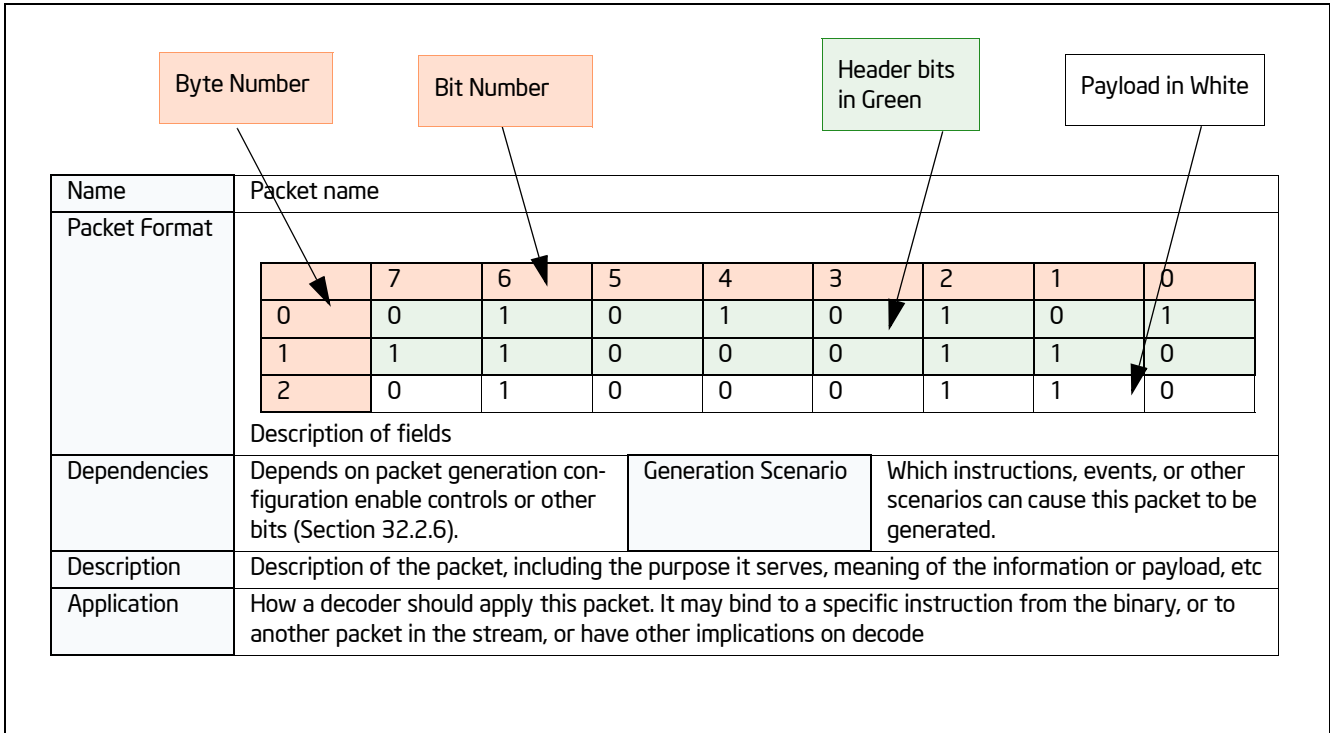 Byte Number
Bit Number
Header bits
in Green
Payload in White
Name
Packet name
Packet Format
7 6 5 4 3 2 1 0
0 0 1 0 1 0 1 0 1
1 1 1 0 0 0 1 1 0
2 0 1 0 0 0 1 1 0
Description of fields
Dependencies
Depends on packet generation con-
figuration enable controls or other
bits (Section 32.2.6).
Generation Scenario
Which instructions, events, or other
scenarios can cause this packet to be
generated.
Description
Description of the packet, including the purpose it serves, meaning of the information or payload, etc
Application
How a decoder should apply this packet. It may bind to a specific instruction from the binary, or to
another packet in the stream, or have other implications on decode